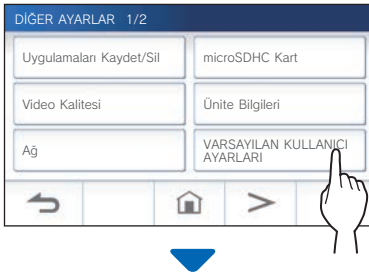 DİĞER AYARLAR 1/2
Uygulamaları Kaydet/Sil
microSDHC Kart
Video Kalitesi
Ünite Bilgileri
Ağ
VARSAYILAN KULLANICI
AYARLARI